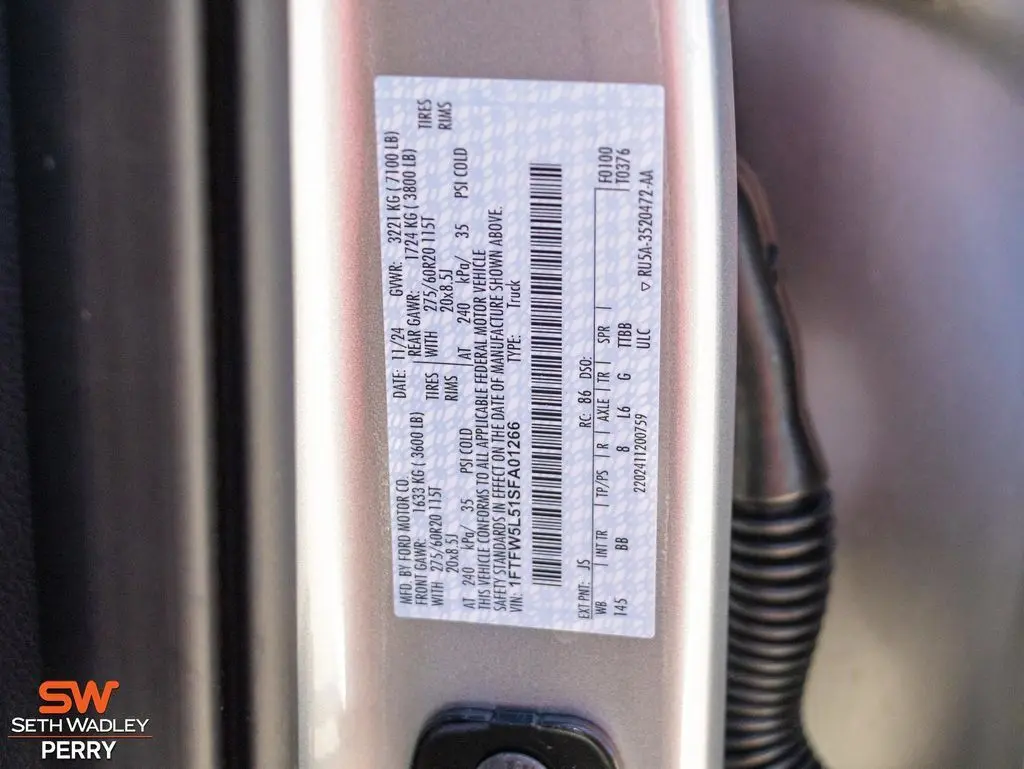 MFD. BY FORD MOTOR CO.
DATE: 11/24 GVWR: 3221 KG ( 7100 LB)
FRONT GAWR: 1633 KG ( 3600 LB) REAR GAWR: 1724 KG ( 3800 LB)
WITH 275/60R20 115T TIRES WITH 275/60R20 115T TIRES
20x8.5J RIMS 20x8.5J RIMS
AT 240 kPa/ 35 PSI COLD AT 240 kPa/ 35 PSI COLD
THIS VEHICLE CONFORMS TO ALL APPLICABLE FEDERAL MOTOR VEHICLE
SAFETY STANDARDS IN EFFECT ON THE DATE OF MANUFACTURE SHOWN ABOVE.
VIN: 1FTFW5L51SFA01266 TYPE: Truck
EXT PNT: JS RC: 86 DSO: F0100
WB INTTR TP/PS R AXLE TR SPR T0376
145 BB 8 L6 G TTBB
2202411200759 ULC ▽ RU5A-3520472-AA
SW
SETH WADLEY
PERRY